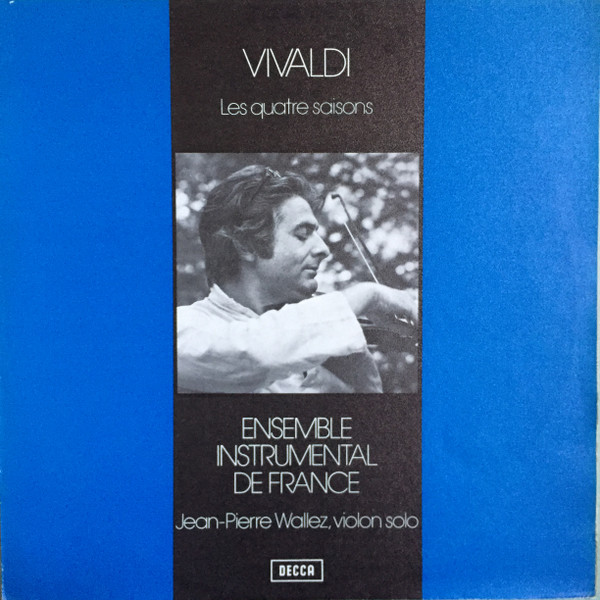 VIVALDI
Les quatre saisons
ENSEMBLE
INSTRUMENTAL
DE FRANCE
Jean-Pierre Wallez, violon solo
DECCA